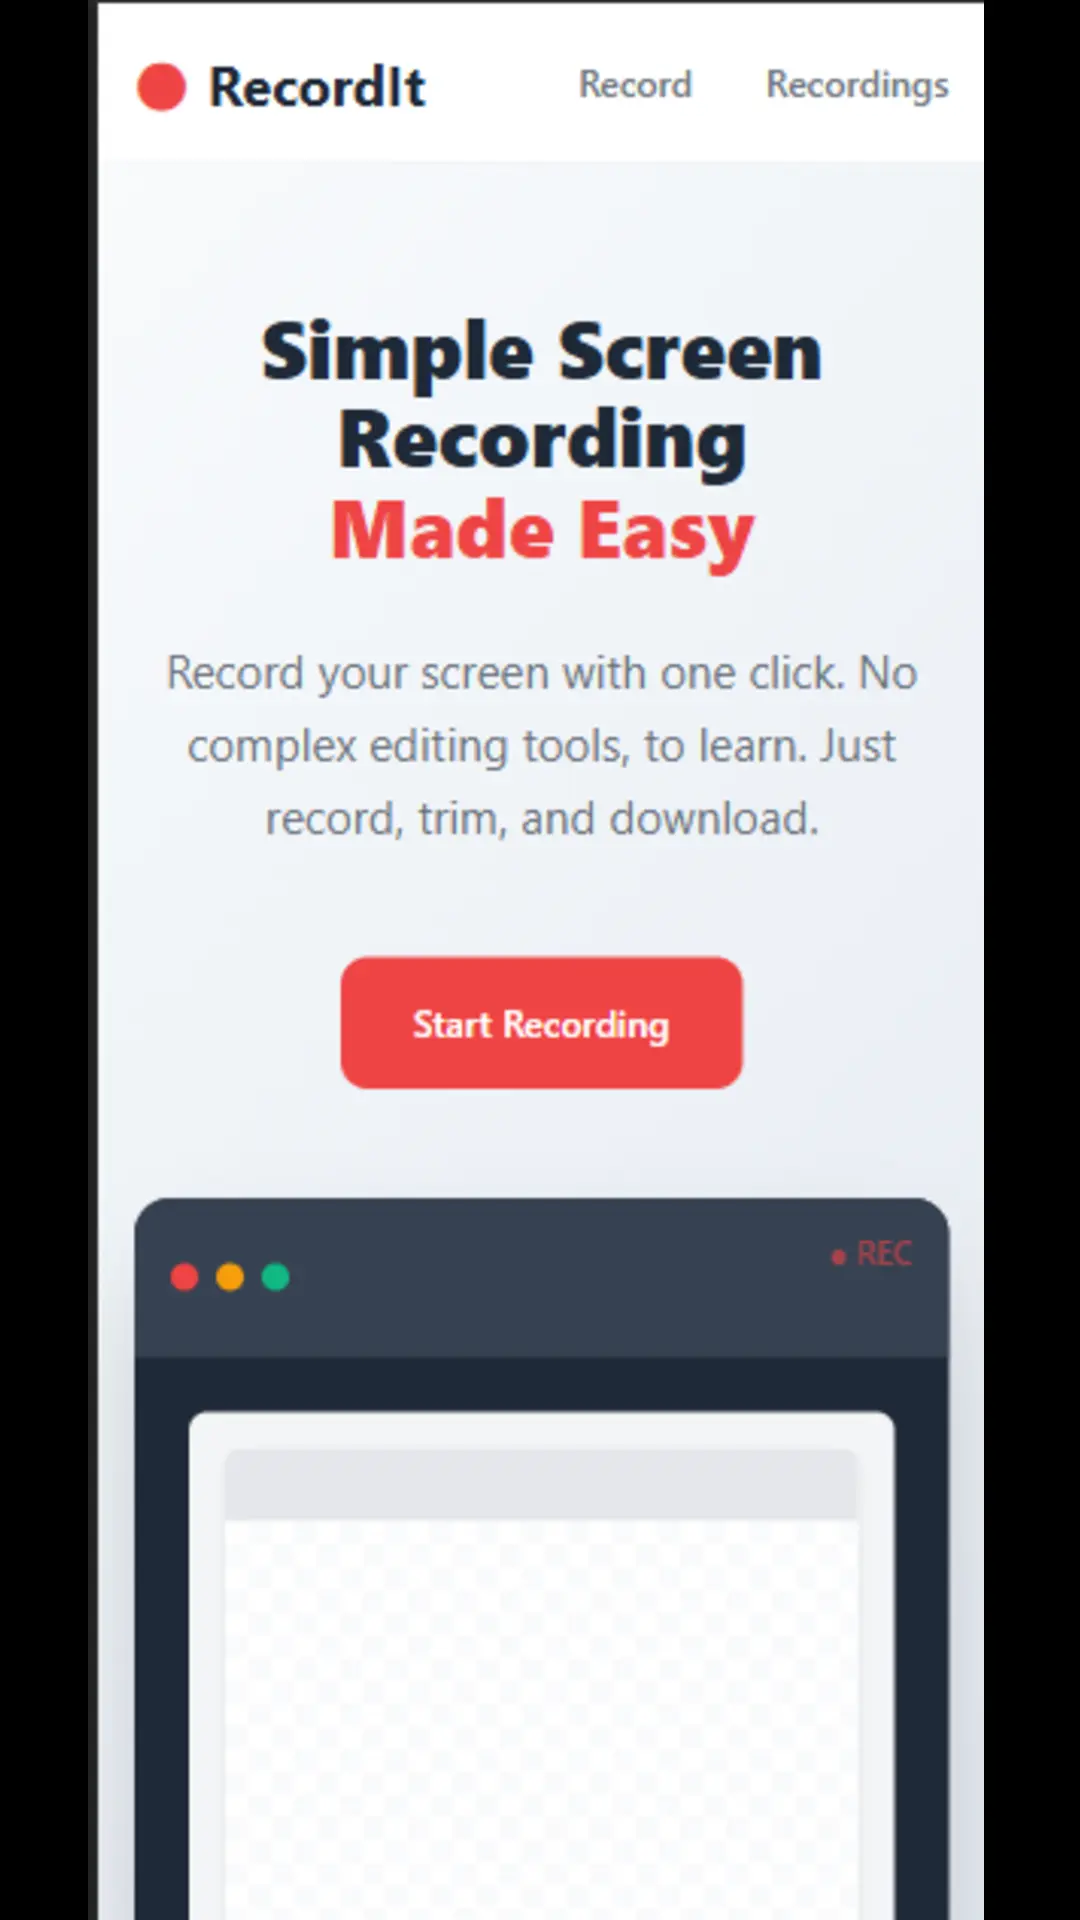 RecordIt
Record
Recordings
Simple Screen
Recording
Made Easy
Record your screen with one click. No
complex editing tools, to learn. Just
record, trim, and download.
Start Recording
● REC